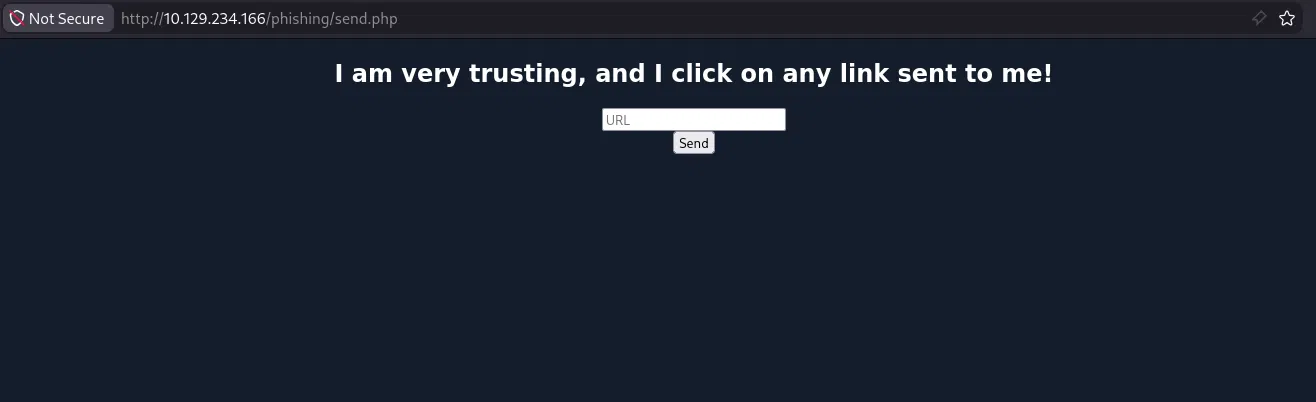 Not Secure http://10.129.234.166/phishing/send.php
I am very trusting, and I click on any link sent to me!
URL
Send